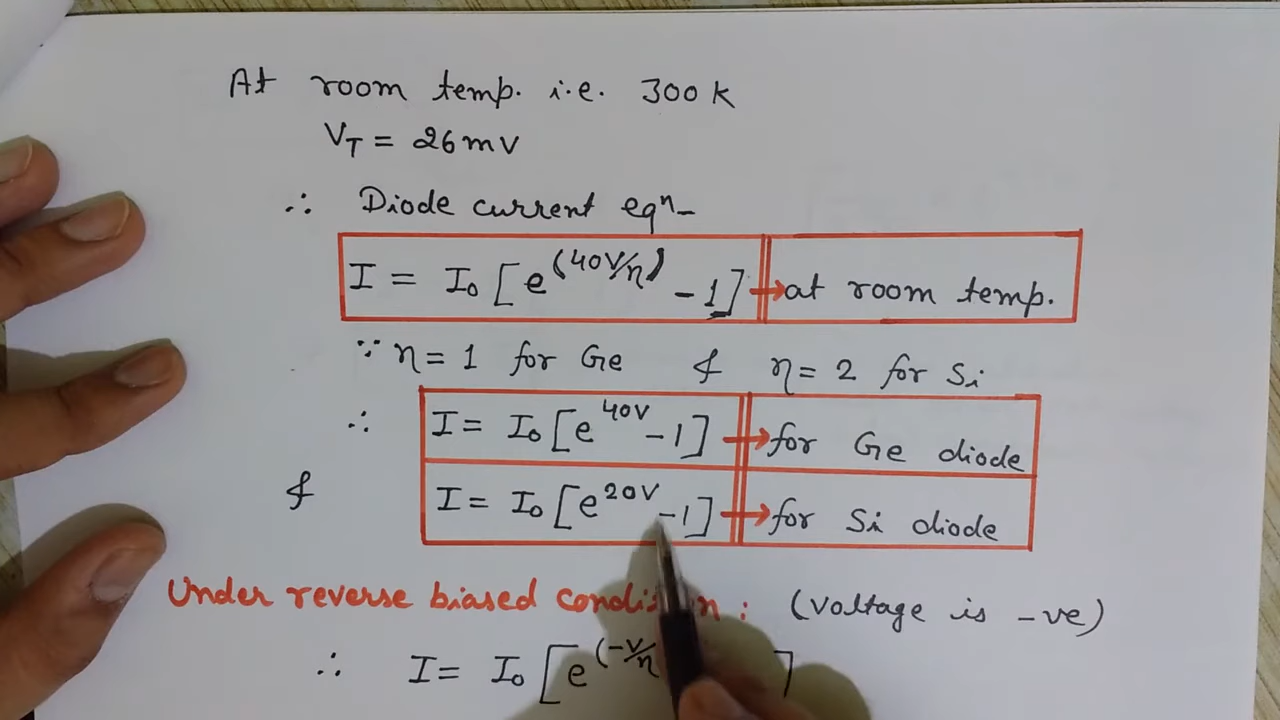 At room temp. i.e. 300 K
V_T = 26 mV
∴ Diode current eqⁿ-
I = I₀ [e^(40V/η) - 1] → at room temp.
∵ η = 1 for Ge & η = 2 for Si
∴ I = I₀ [e^40V - 1] → for Ge diode
& I = I₀ [e^20V - 1] → for Si diode
Under reverse biased : (voltage is -ve)
∴ I = I₀ [e^(-V/η ]